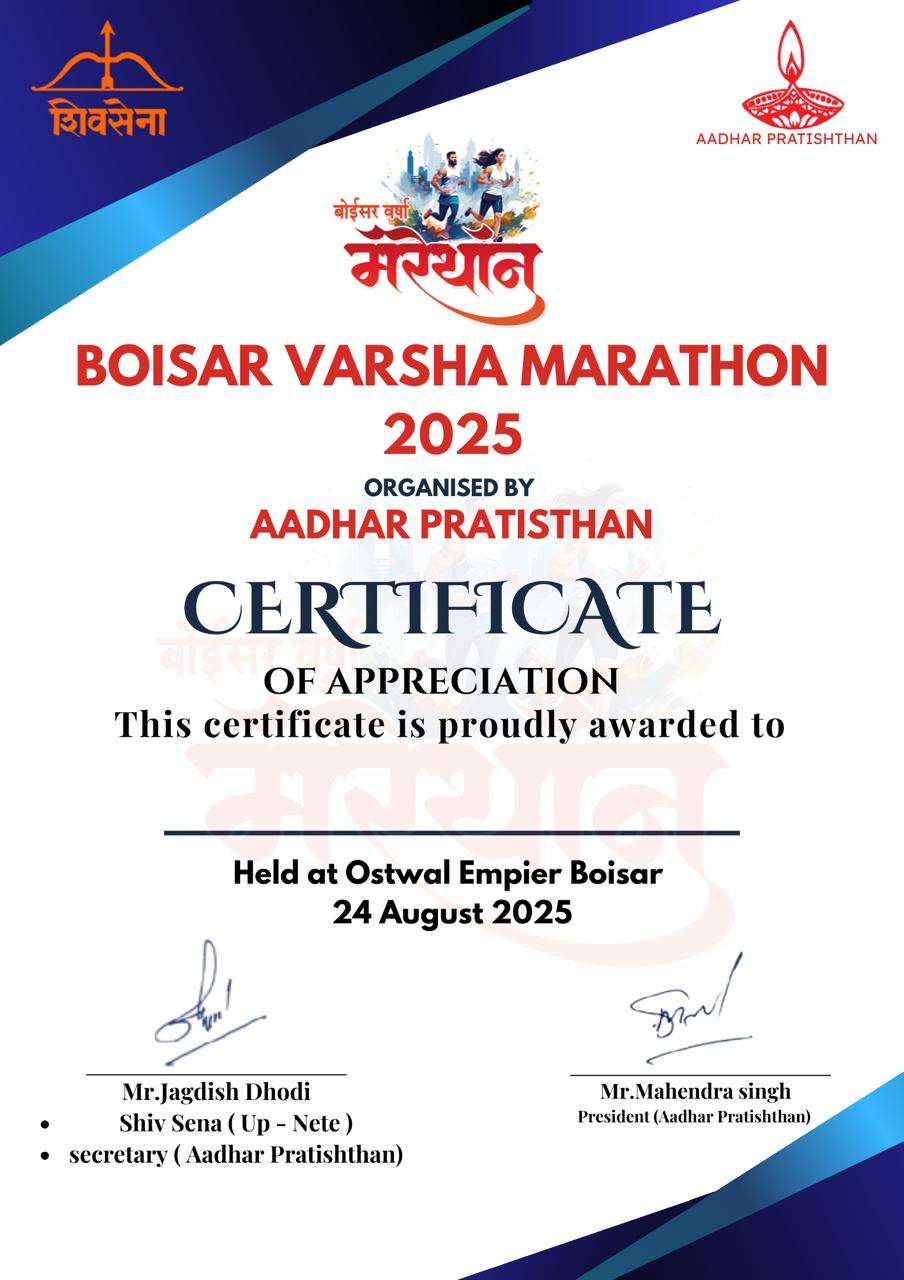 शिवसेना
AADHAR PRATISHTHAN
बोईसर वर्षा
मॅरेथॉन
BOISAR VARSHA MARATHON
2025
ORGANISED BY
AADHAR PRATISTHAN
CERTIFICATE
OF APPRECIATION
This certificate is proudly awarded to
बोईसर वर्षा
मॅरेथॉन
Held at Ostwal Empier Boisar
24 August 2025
Mr.Jagdish Dhodi
• Shiv Sena ( Up - Nete )
• secretary ( Aadhar Pratishthan)
Mr.Mahendra singh
President (Aadhar Pratishthan)